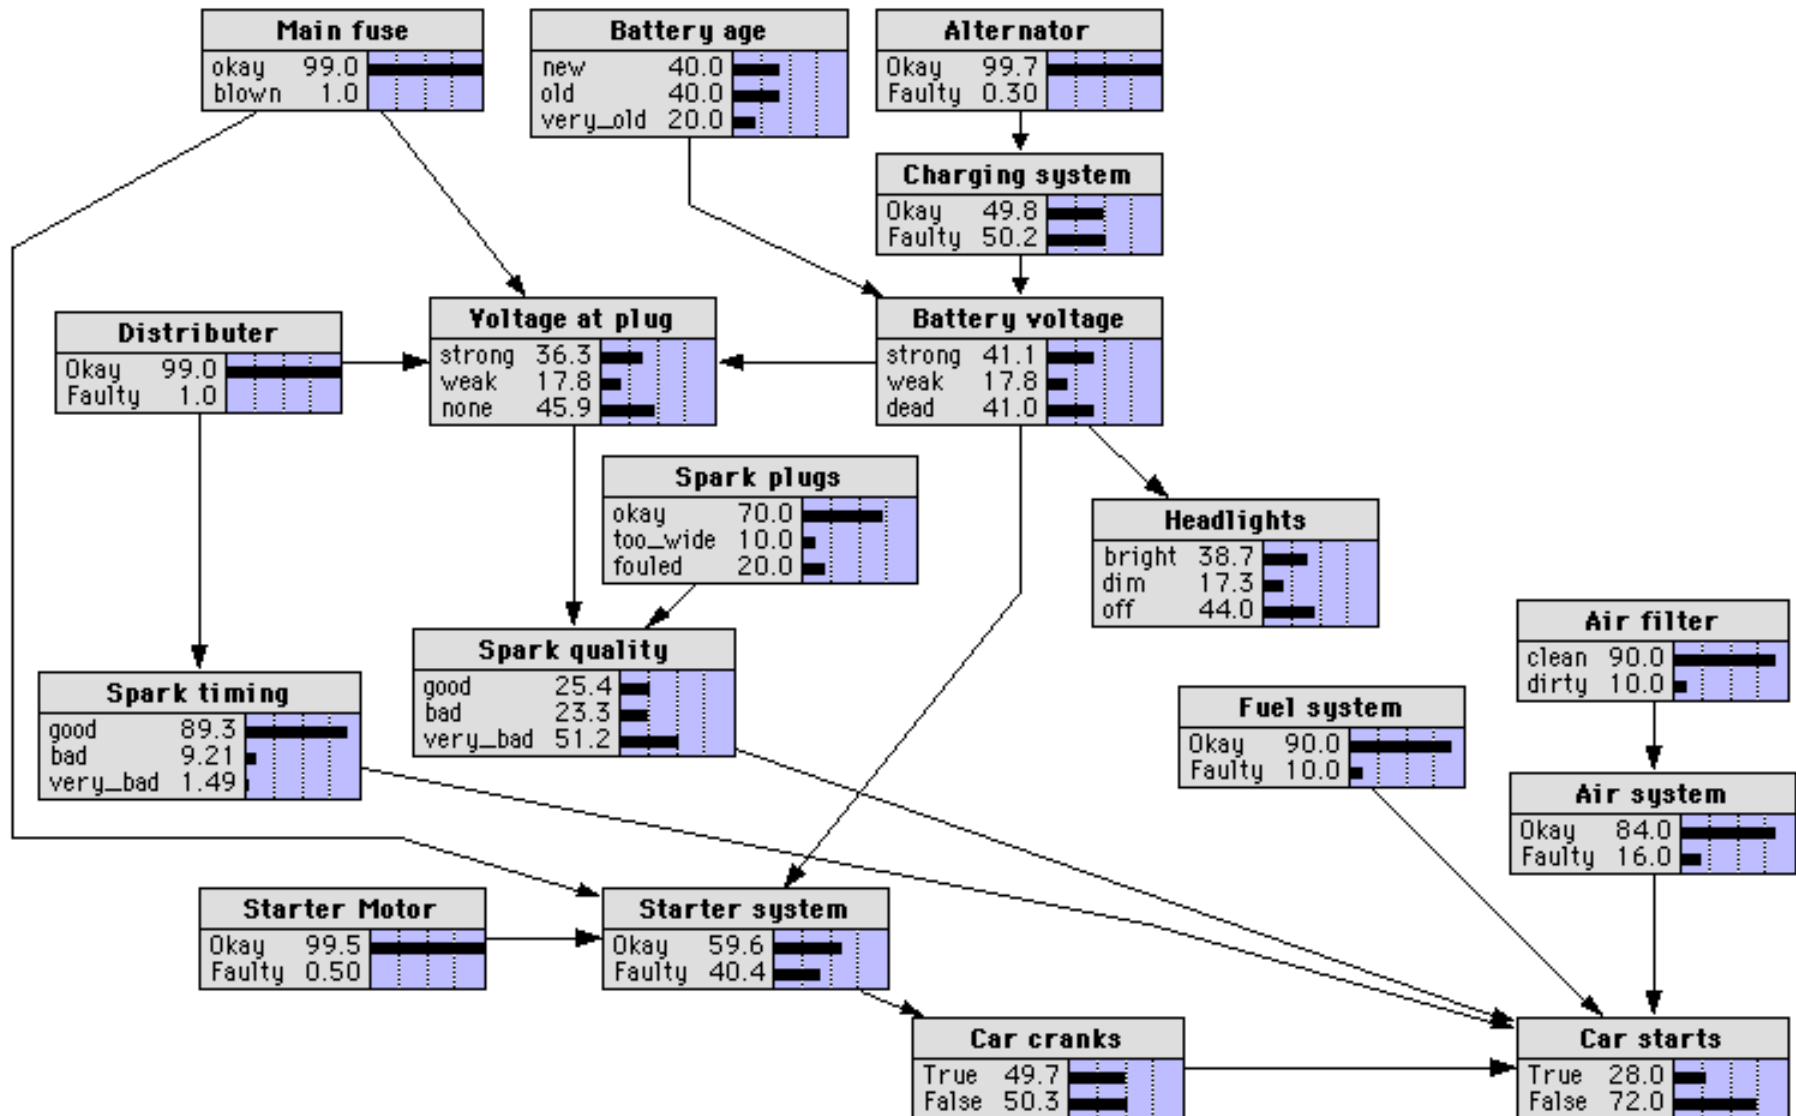 Main fuse
okay 99.0
blown 1.0
Battery age
new 40.0
old 40.0
very_old 20.0
Alternator
Okay 99.7
Faulty 0.30
Charging system
Okay 49.8
Faulty 50.2
Distributer
Okay 99.0
Faulty 1.0
Voltage at plug
strong 36.3
weak 17.8
none 45.9
Battery voltage
strong 41.1
weak 17.8
dead 41.0
Spark plugs
okay 70.0
too_wide 10.0
fouled 20.0
Headlights
bright 38.7
dim 17.3
off 44.0
Air filter
clean 90.0
dirty 10.0
Spark timing
good 89.3
bad 9.21
very_bad 1.49
Spark quality
good 25.4
bad 23.3
very_bad 51.2
Fuel system
Okay 90.0
Faulty 10.0
Air system
Okay 84.0
Faulty 16.0
Starter Motor
Okay 99.5
Faulty 0.50
Starter system
Okay 59.6
Faulty 40.4
Car cranks
True 49.7
False 50.3
Car starts
True 28.0
False 72.0